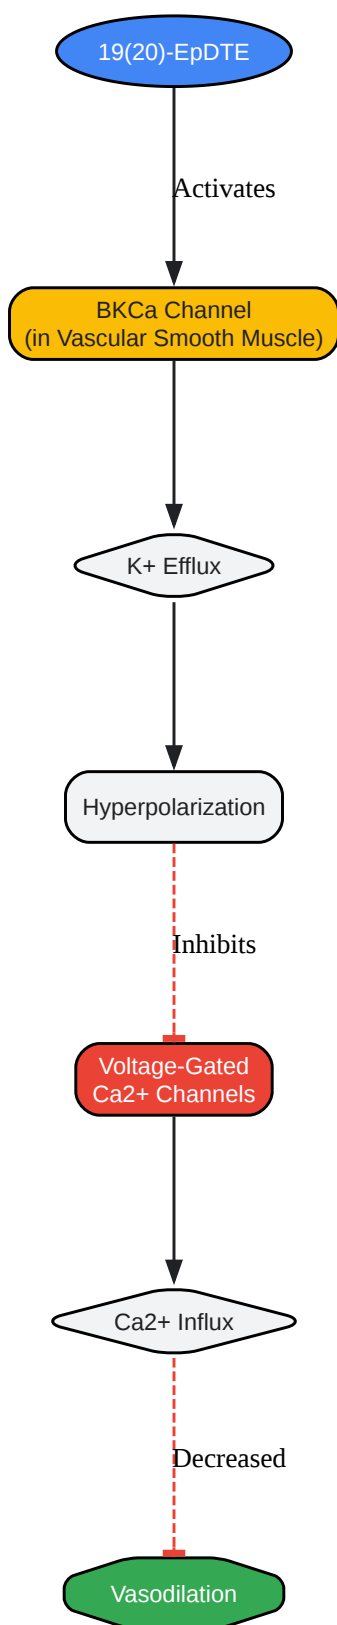 19(20)-EpDTE
Activates
BKCa Channel
(in Vascular Smooth Muscle)
K+ Efflux
Hyperpolarization
Inhibits
Voltage-Gated
Ca2+ Channels
Ca2+ Influx
Decreased
Vasodilation